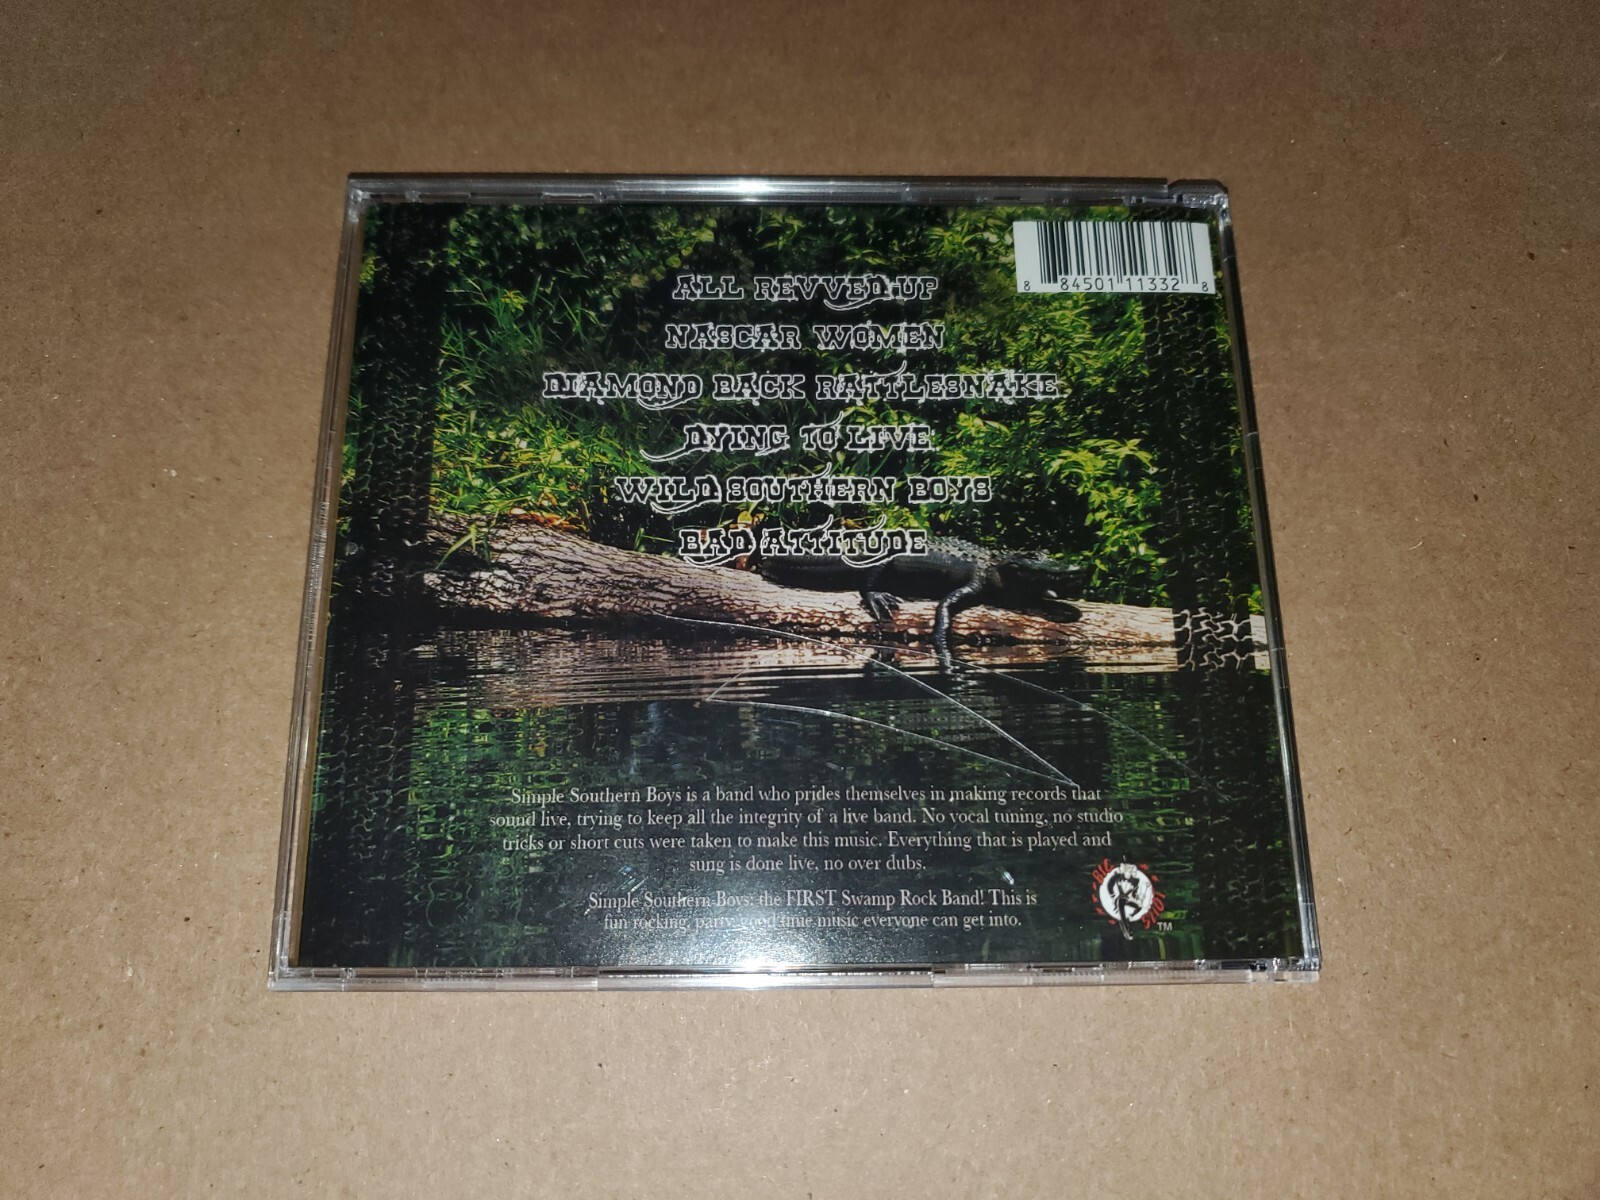 ALL REVVED UP
NASCAR WOMEN
DIAMOND BACK RATTLESNAKE
DYING TO LIVE
WILD SOUTHERN BOYS
BAD ATTITUDE
8 84501 11332 8
Simple Southern Boys is a band who prides themselves in making records that
sound live, trying to keep all the integrity of a live band. No vocal tuning, no studio
tricks or short cuts were taken to make this music. Everything that is played and
sung is done live, no over dubs.
Simple Southern Boys: the FIRST Swamp Rock Band! This is
fun rocking, party, good time music everyone can get into.
BIG
TM